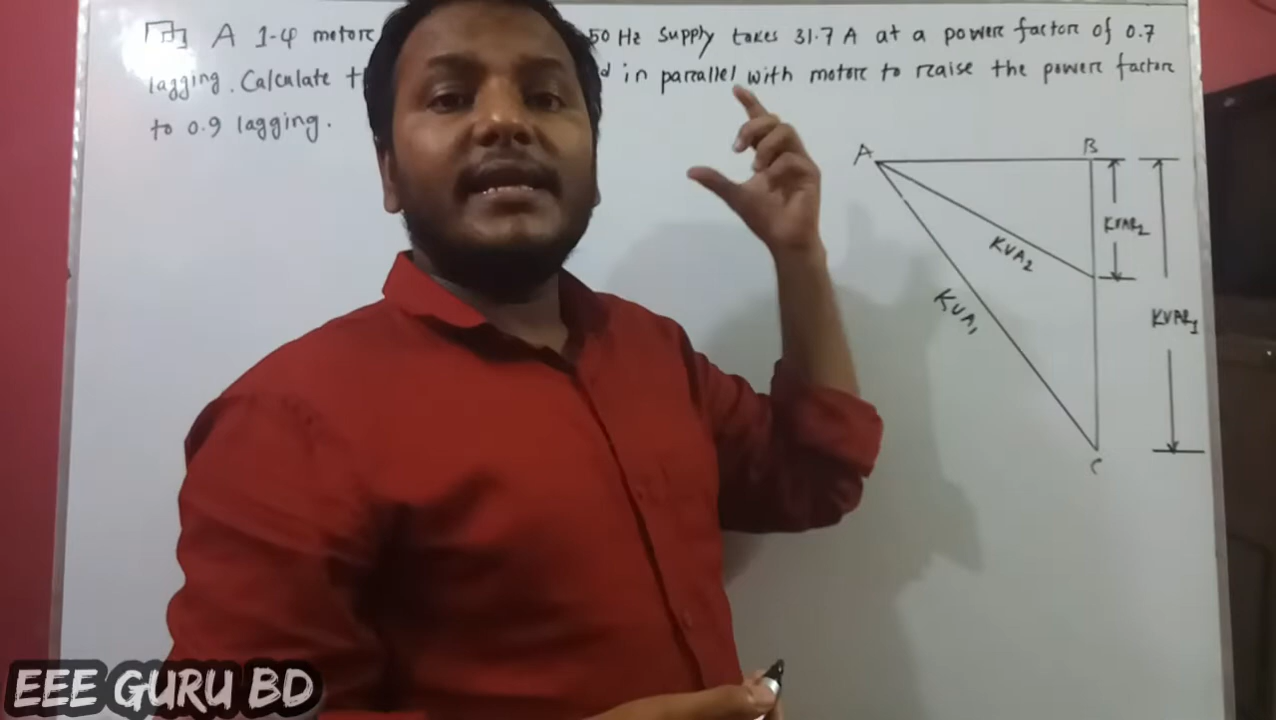 A 1-φ motor 50 Hz supply takes 31.7 A at a power factor of 0.7
lagging. Calculate in parallel with motor to raise the power factor
to 0.9 lagging.
A
B
KVAR2
KVA2
KVA1
KVAR1
C
EEE GURU BD